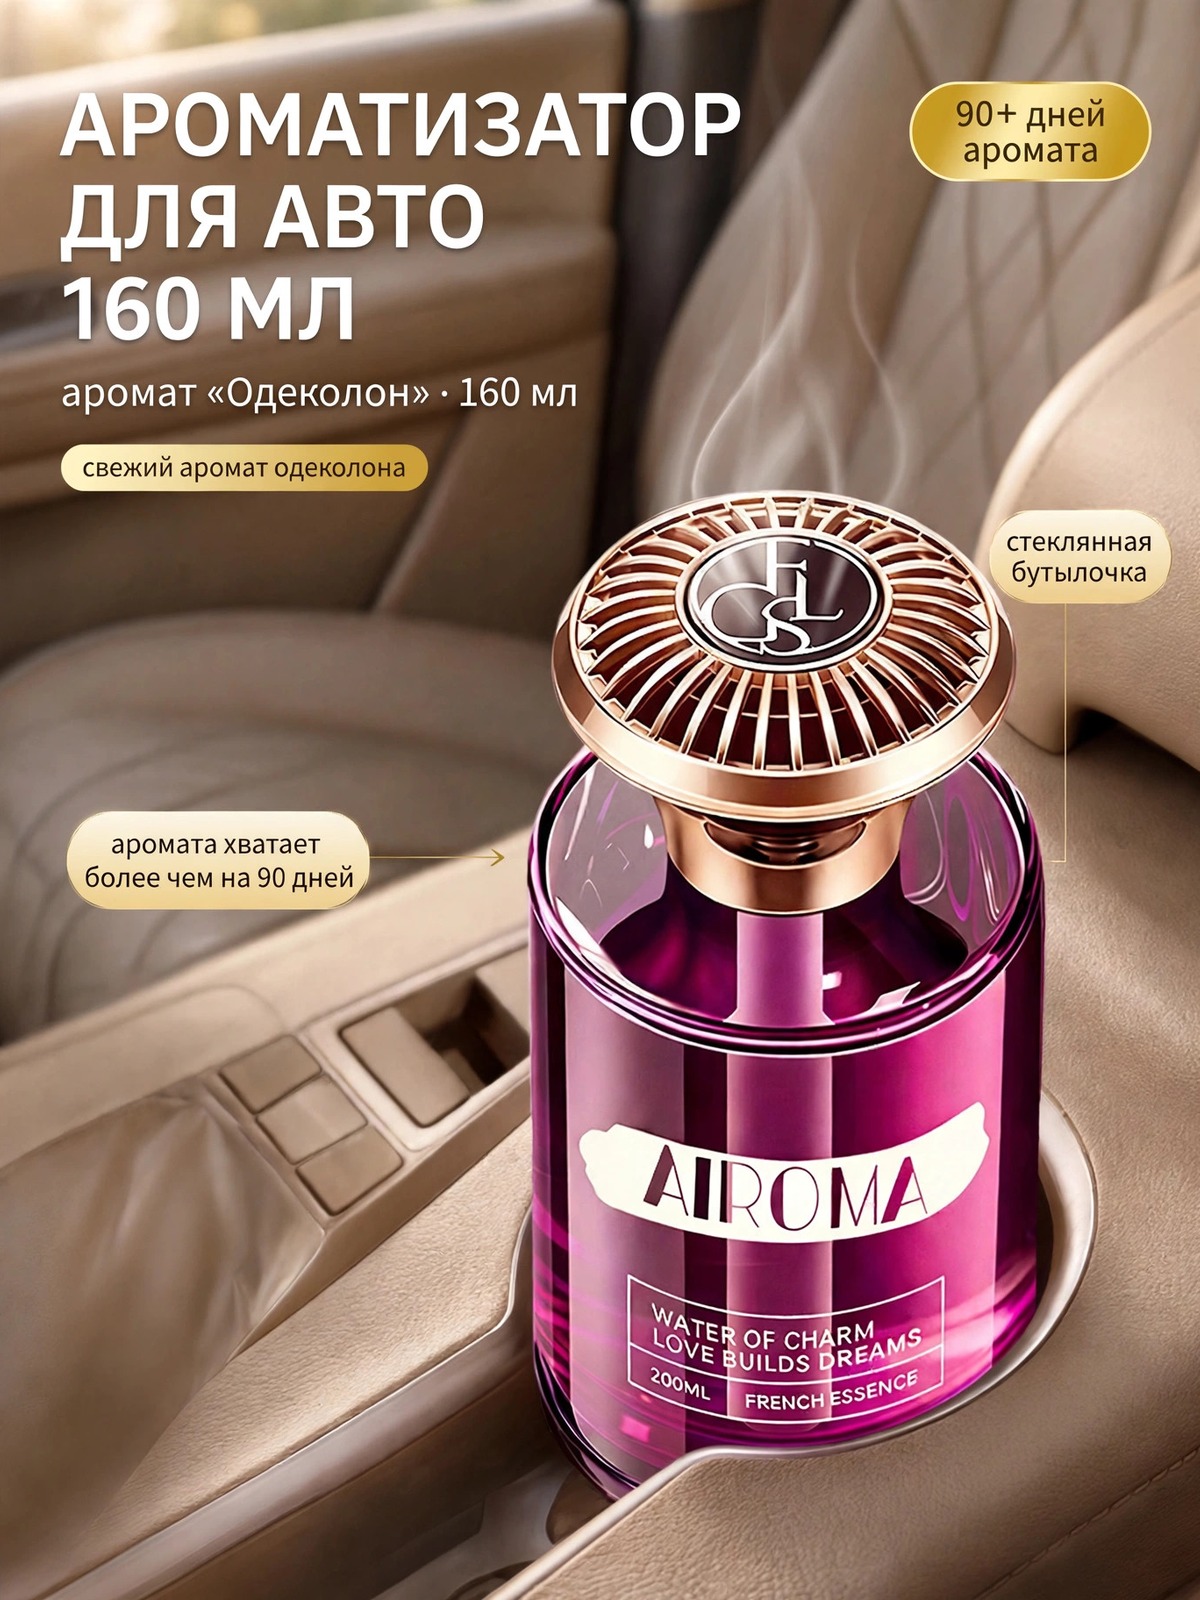 АРОМАТИЗАТОР
ДЛЯ АВТО
160 МЛ
90+ дней
аромата
аромат «Одеколон» · 160 мл
свежий аромат одеколона
стеклянная
бутылочка
аромата хватает
более чем на 90 дней
AIROMA
WATER OF CHARM
LOVE BUILDS DREAMS
200ML
FRENCH ESSENCE